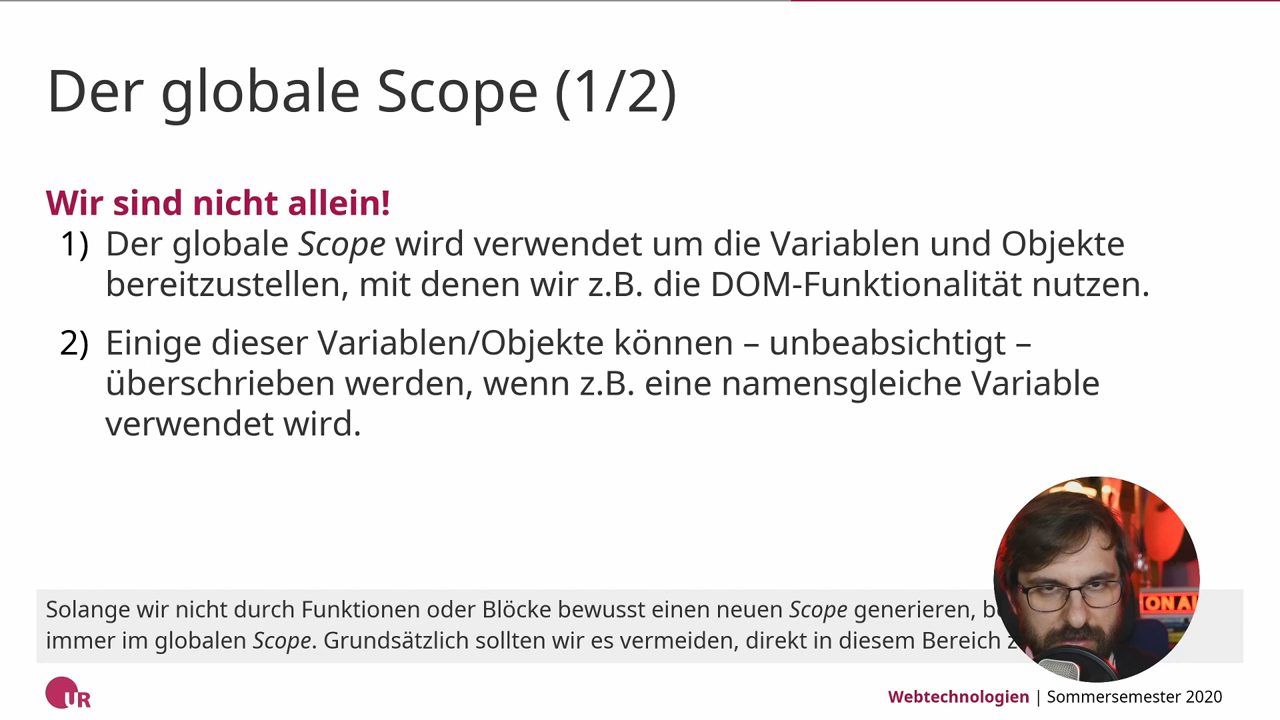 Der globale Scope (1/2)
Wir sind nicht allein!
1) Der globale Scope wird verwendet um die Variablen und Objekte
bereitzustellen, mit denen wir z.B. die DOM-Funktionalität nutzen.
2) Einige dieser Variablen/Objekte können – unbeabsichtigt –
überschrieben werden, wenn z.B. eine namensgleiche Variable
verwendet wird.
Solange wir nicht durch Funktionen oder Blöcke bewusst einen neuen Scope generieren,
immer im globalen Scope. Grundsätzlich sollten wir es vermeiden, direkt in diesem Bereich
ON
UR
Webtechnologien | Sommersemester 2020